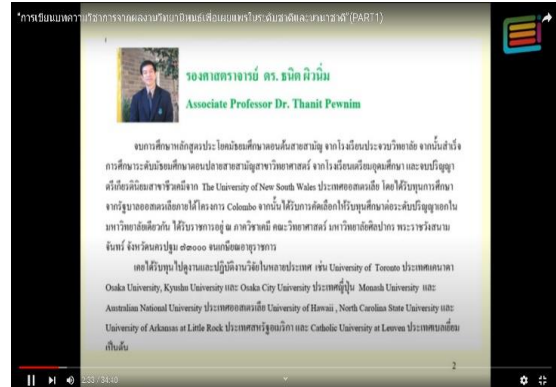 "การเขียนบทความวิชาการจากผลงานวิทยานิพนธ์เพื่อเผยแพร่ในระดับชาติและนานาชาติ"(PART1)
รองศาสตราจารย์ ดร. ธนิต ผิวนิ่ม
Associate Professor Dr. Thanit Pewnim
จบการศึกษาหลักสูตรประโยคมัธยมศึกษาตอนต้นสายสามัญ จากโรงเรียนประจวบวิทยาลัย จากนั้นสำเร็จ
การศึกษาระดับมัธยมศึกษาตอนปลายสายสามัญสาขาวิทยาศาสตร์ จากโรงเรียนเตรียมอุดมศึกษา และจบปริญญา
ตรีเกียรตินิยมสาขาชีวเคมีจาก The University of New South Wales ประเทศออสเตรเลีย โดยได้รับทุนการศึกษา
จากรัฐบาลออสเตรเลียภายใต้โครงการ Colombo จากนั้นได้รับการคัดเลือกให้รับทุนศึกษาต่อระดับปริญญาเอกใน
มหาวิทยาลัยเดียวกัน ได้รับราชการอยู่ ณ ภาควิชาเคมี คณะวิทยาศาสตร์ มหาวิทยาลัยศิลปากร พระราชวังสนาม
จันทร์ จังหวัดนครปฐม ๗๓๐๐๐ จนเกษียณอายุราชการ
เคยได้รับทุนไปดูงานและปฏิบัติงานวิจัยในหลายประเทศ เช่น University of Toronto ประเทศแคนาดา
Osaka University, Kyushu University และ Osaka City University ประเทศญี่ปุ่น Monash University และ
Australian National University ประเทศออสเตรเลีย University of Hawaii , North Carolina State University และ
University of Arkansas at Little Rock ประเทศสหรัฐอเมริกา และ Catholic University at Leuven ประเทศเบลเยี่ยม
เป็นต้น
2
2:33 / 34:43